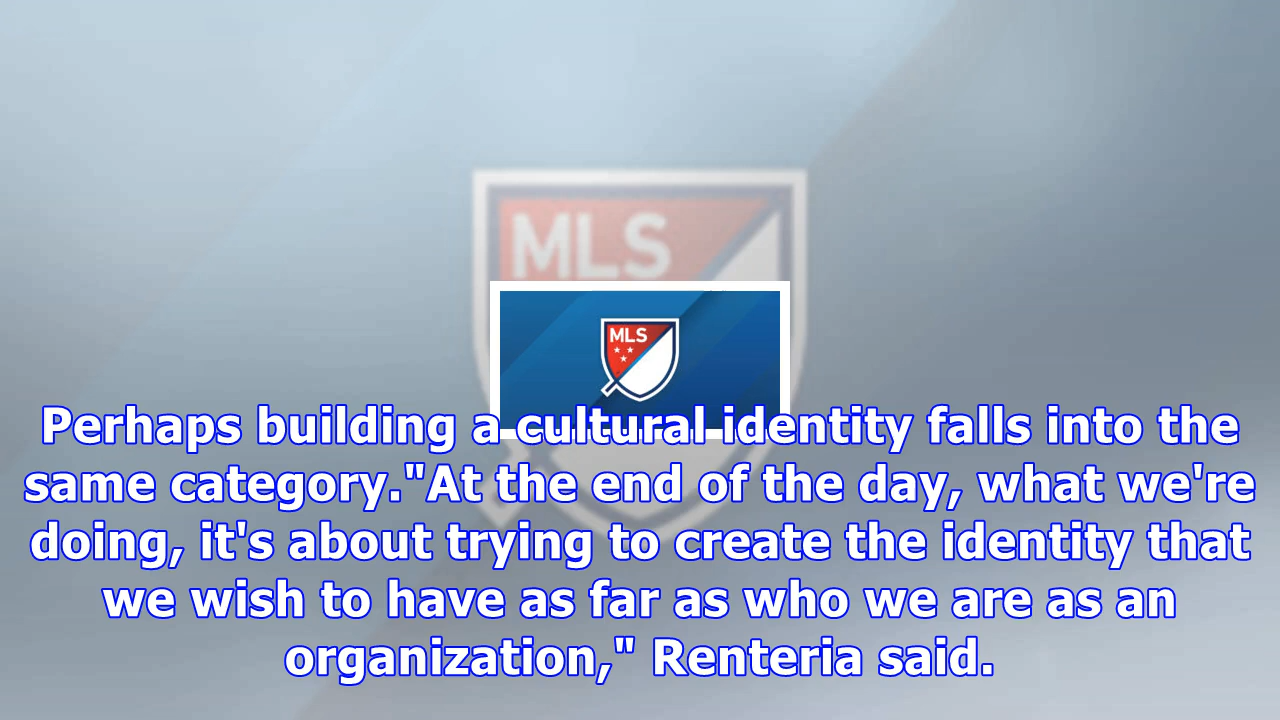 MLS
MLS
Perhaps building a cultural identity falls into the
same category."At the end of the day, what we're
doing, it's about trying to create the identity that
we wish to have as far as who we are as an
organization," Renteria said.